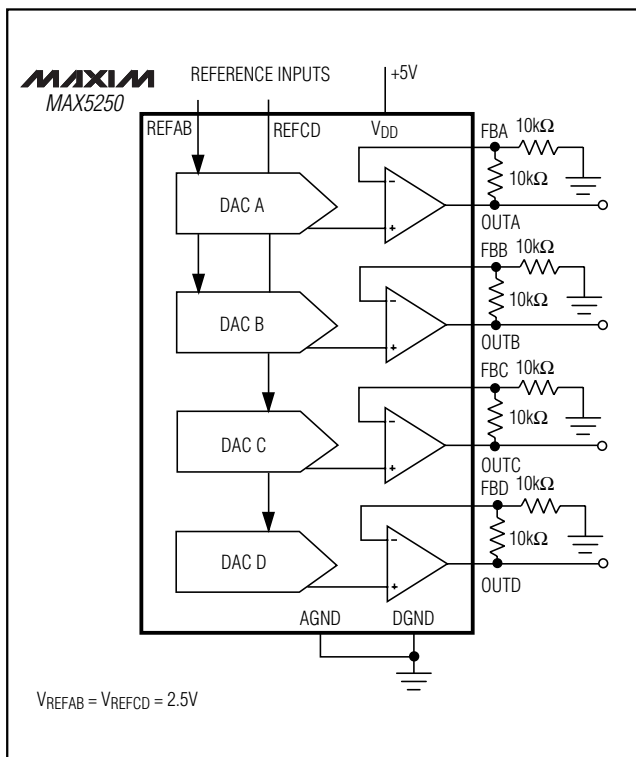 MAXIM
MAX5250
REFERENCE INPUTS
+5V
REFAB
REFCD
VDD
FBA
10kΩ
10kΩ
DAC A
OUTA
FBB
10kΩ
10kΩ
DAC B
OUTB
FBC
10kΩ
10kΩ
DAC C
OUTC
FBD
10kΩ
10kΩ
DAC D
OUTD
AGND
DGND
VREFAB = VREFCD = 2.5V